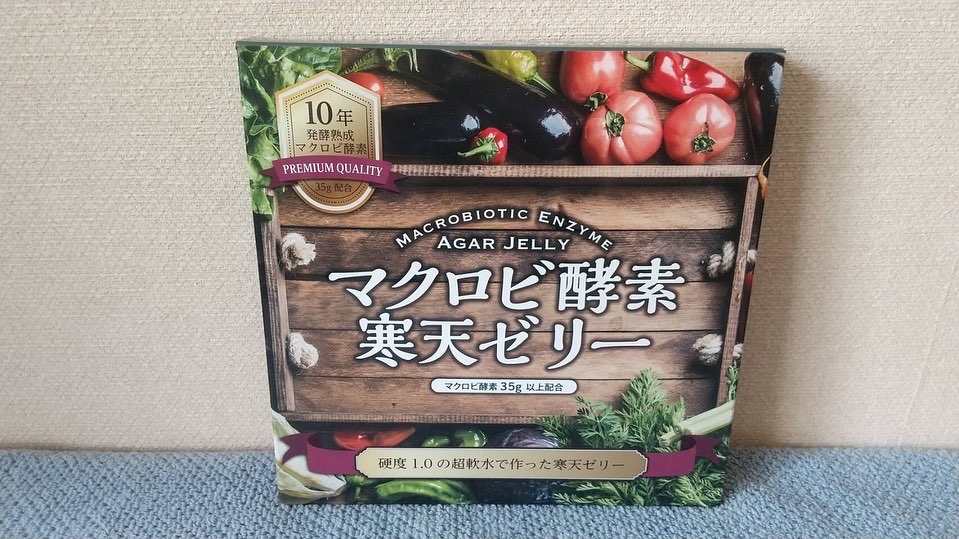 10年
発酵熟成
マクロビ酵素
PREMIUM QUALITY
35g 配合
MACROBIOTIC ENZYME
AGAR JELLY
マクロビ酵素
寒天ゼリー
マクロビ酵素 35g 以上配合
硬度 1.0 の超軟水で作った寒天ゼリー